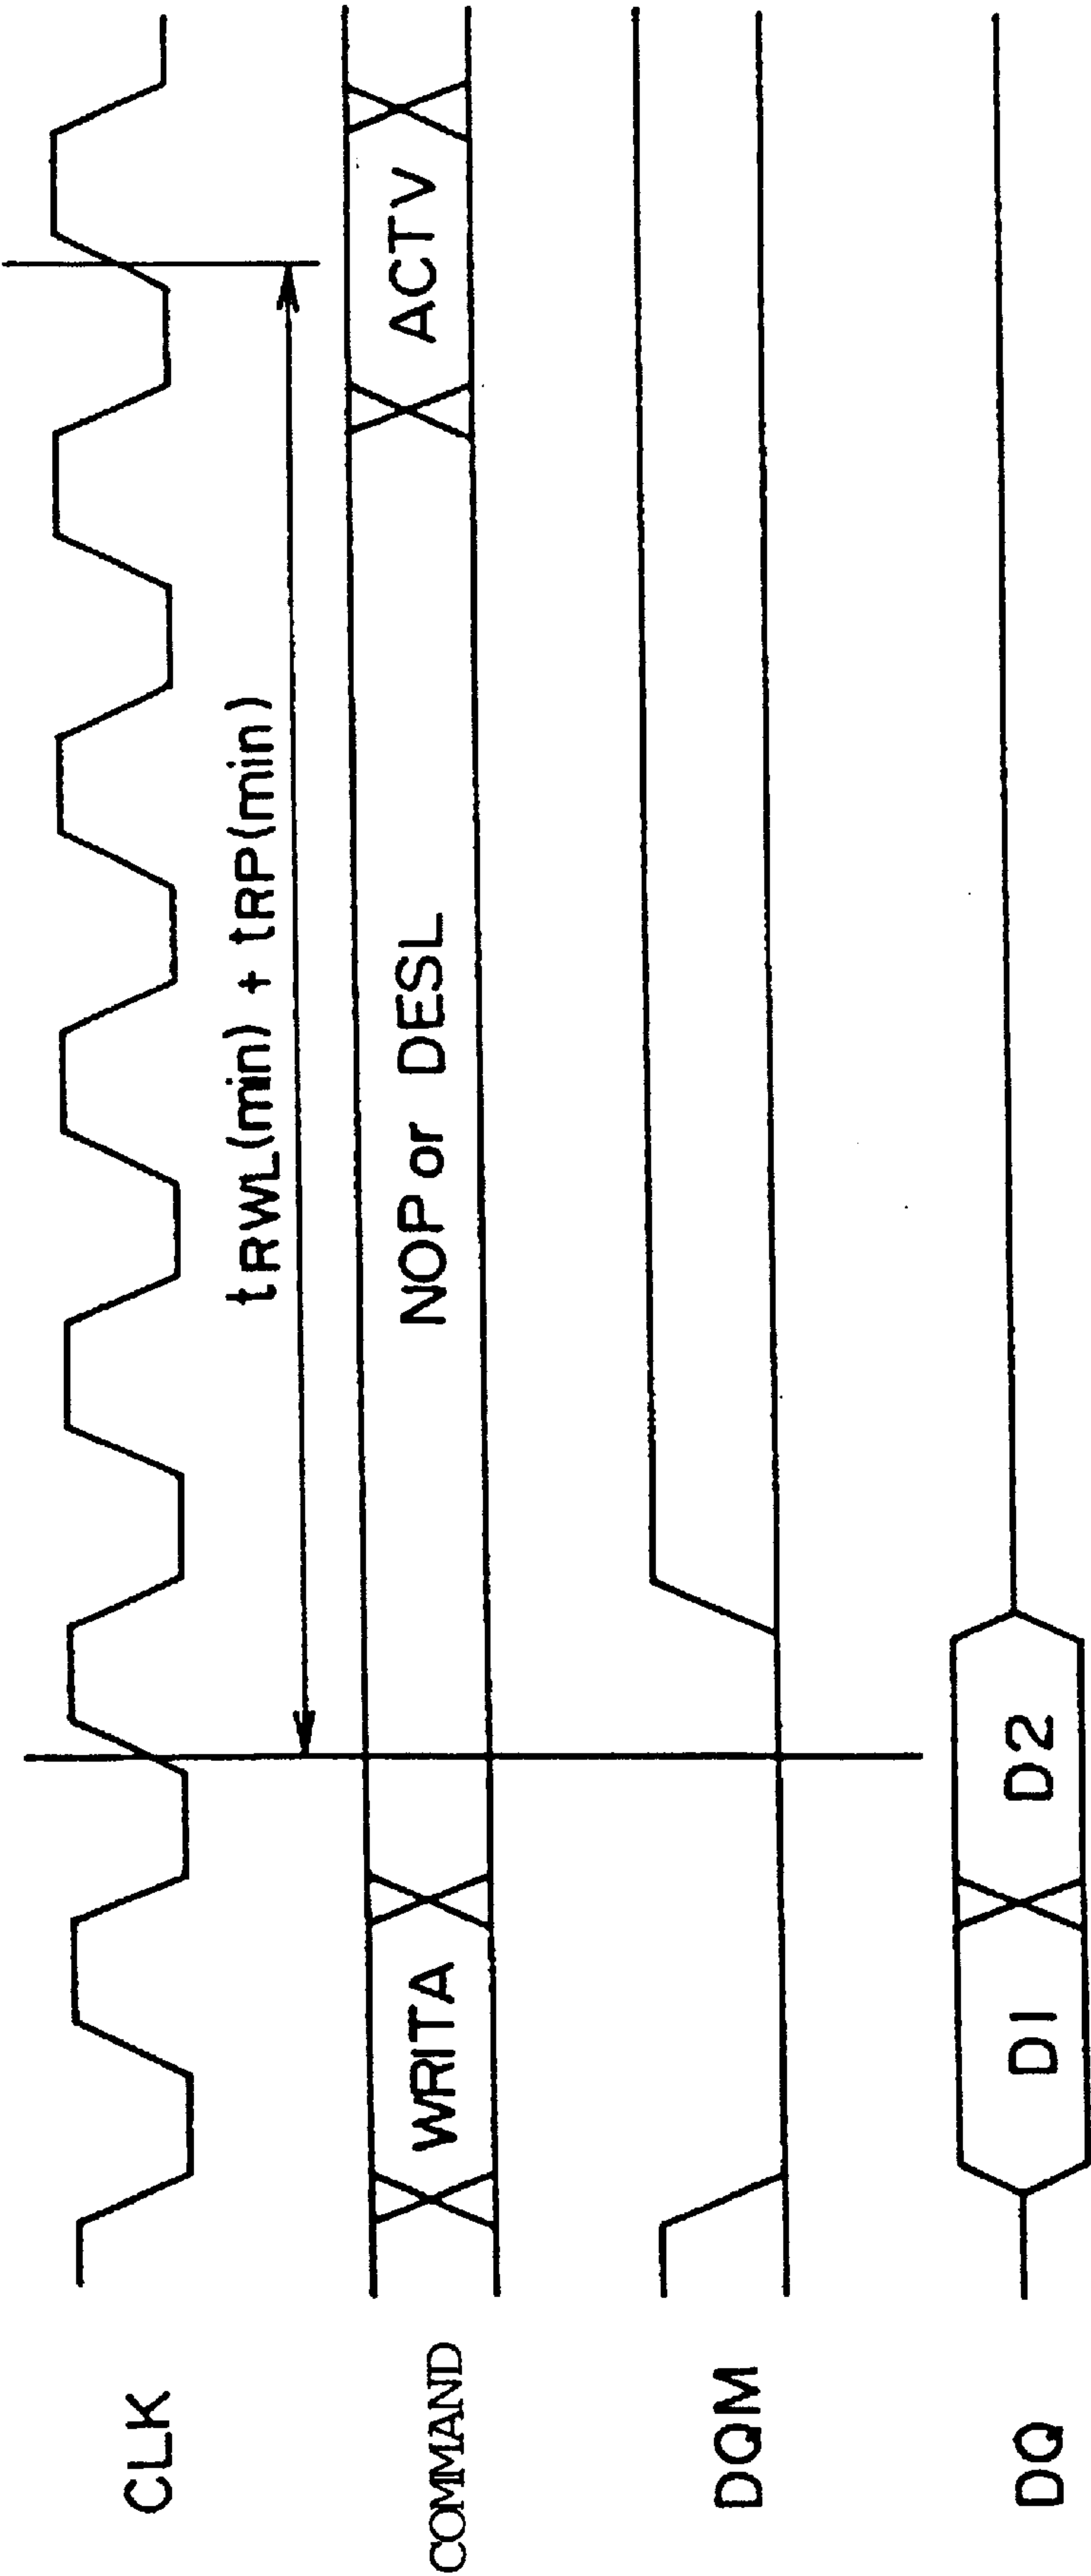 CLK
tRWL(min) + tRP(min)
COMMAND
WRITA
NOP or DESL
ACTV
DQM
DQ
D1
D2